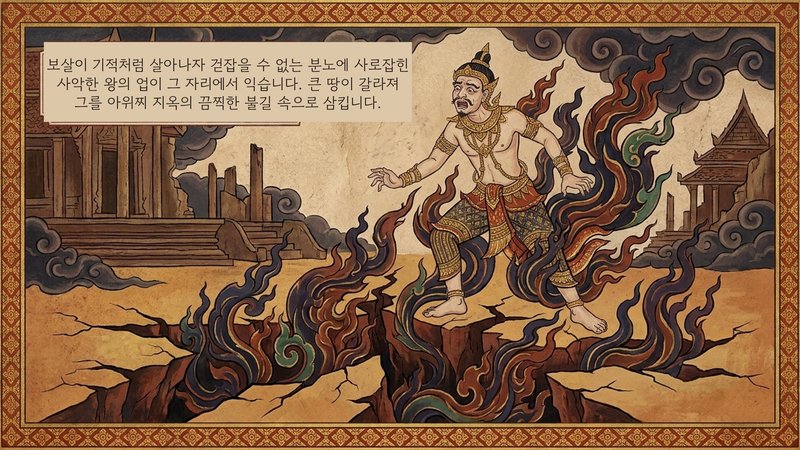 보살이 기적처럼 살아나자 걷잡을 수 없는 분노에 사로잡힌
사악한 왕의 업이 그 자리에서 익습니다. 큰 땅이 갈라져
그를 아위찌 지옥의 끔찍한 불길 속으로 삼킵니다.